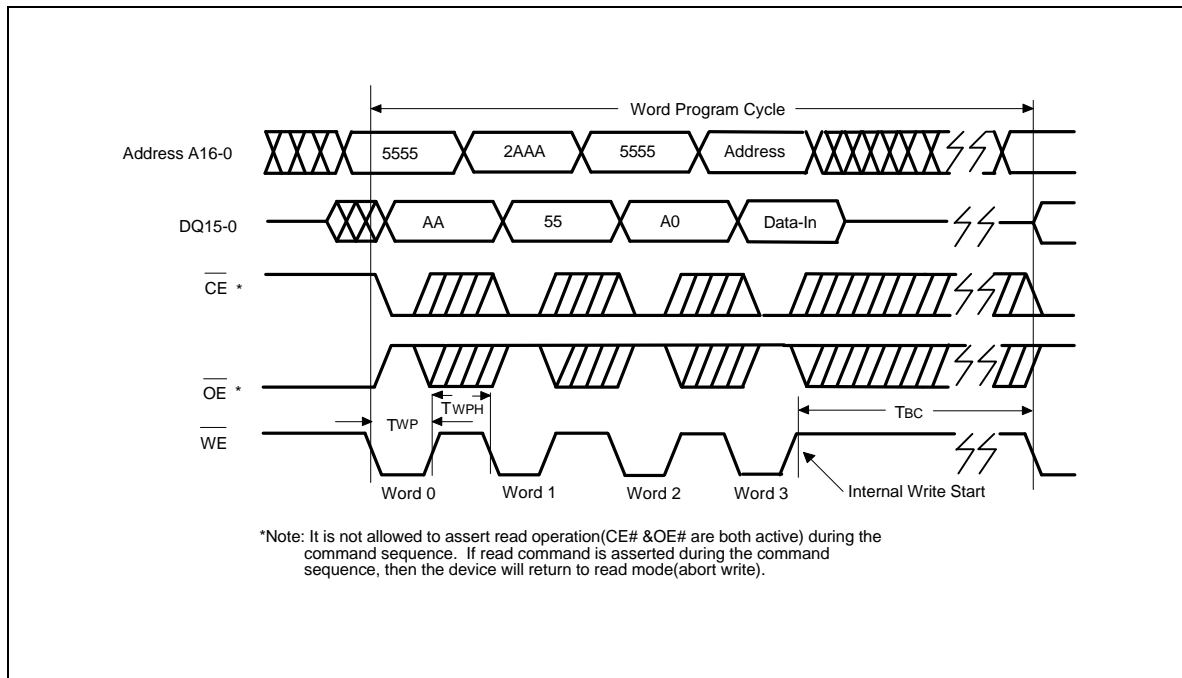 Word Program Cycle
Address A16-0
5555
2AAA
5555
Address
DQ15-0
AA
55
A0
Data-In
CE *
OE *
TWP
TWPH
TBC
WE
Word 0
Word 1
Word 2
Word 3
Internal Write Start
*Note: It is not allowed to assert read operation(CE# &OE# are both active) during the
command sequence. If read command is asserted during the command
sequence, then the device will return to read mode(abort write).